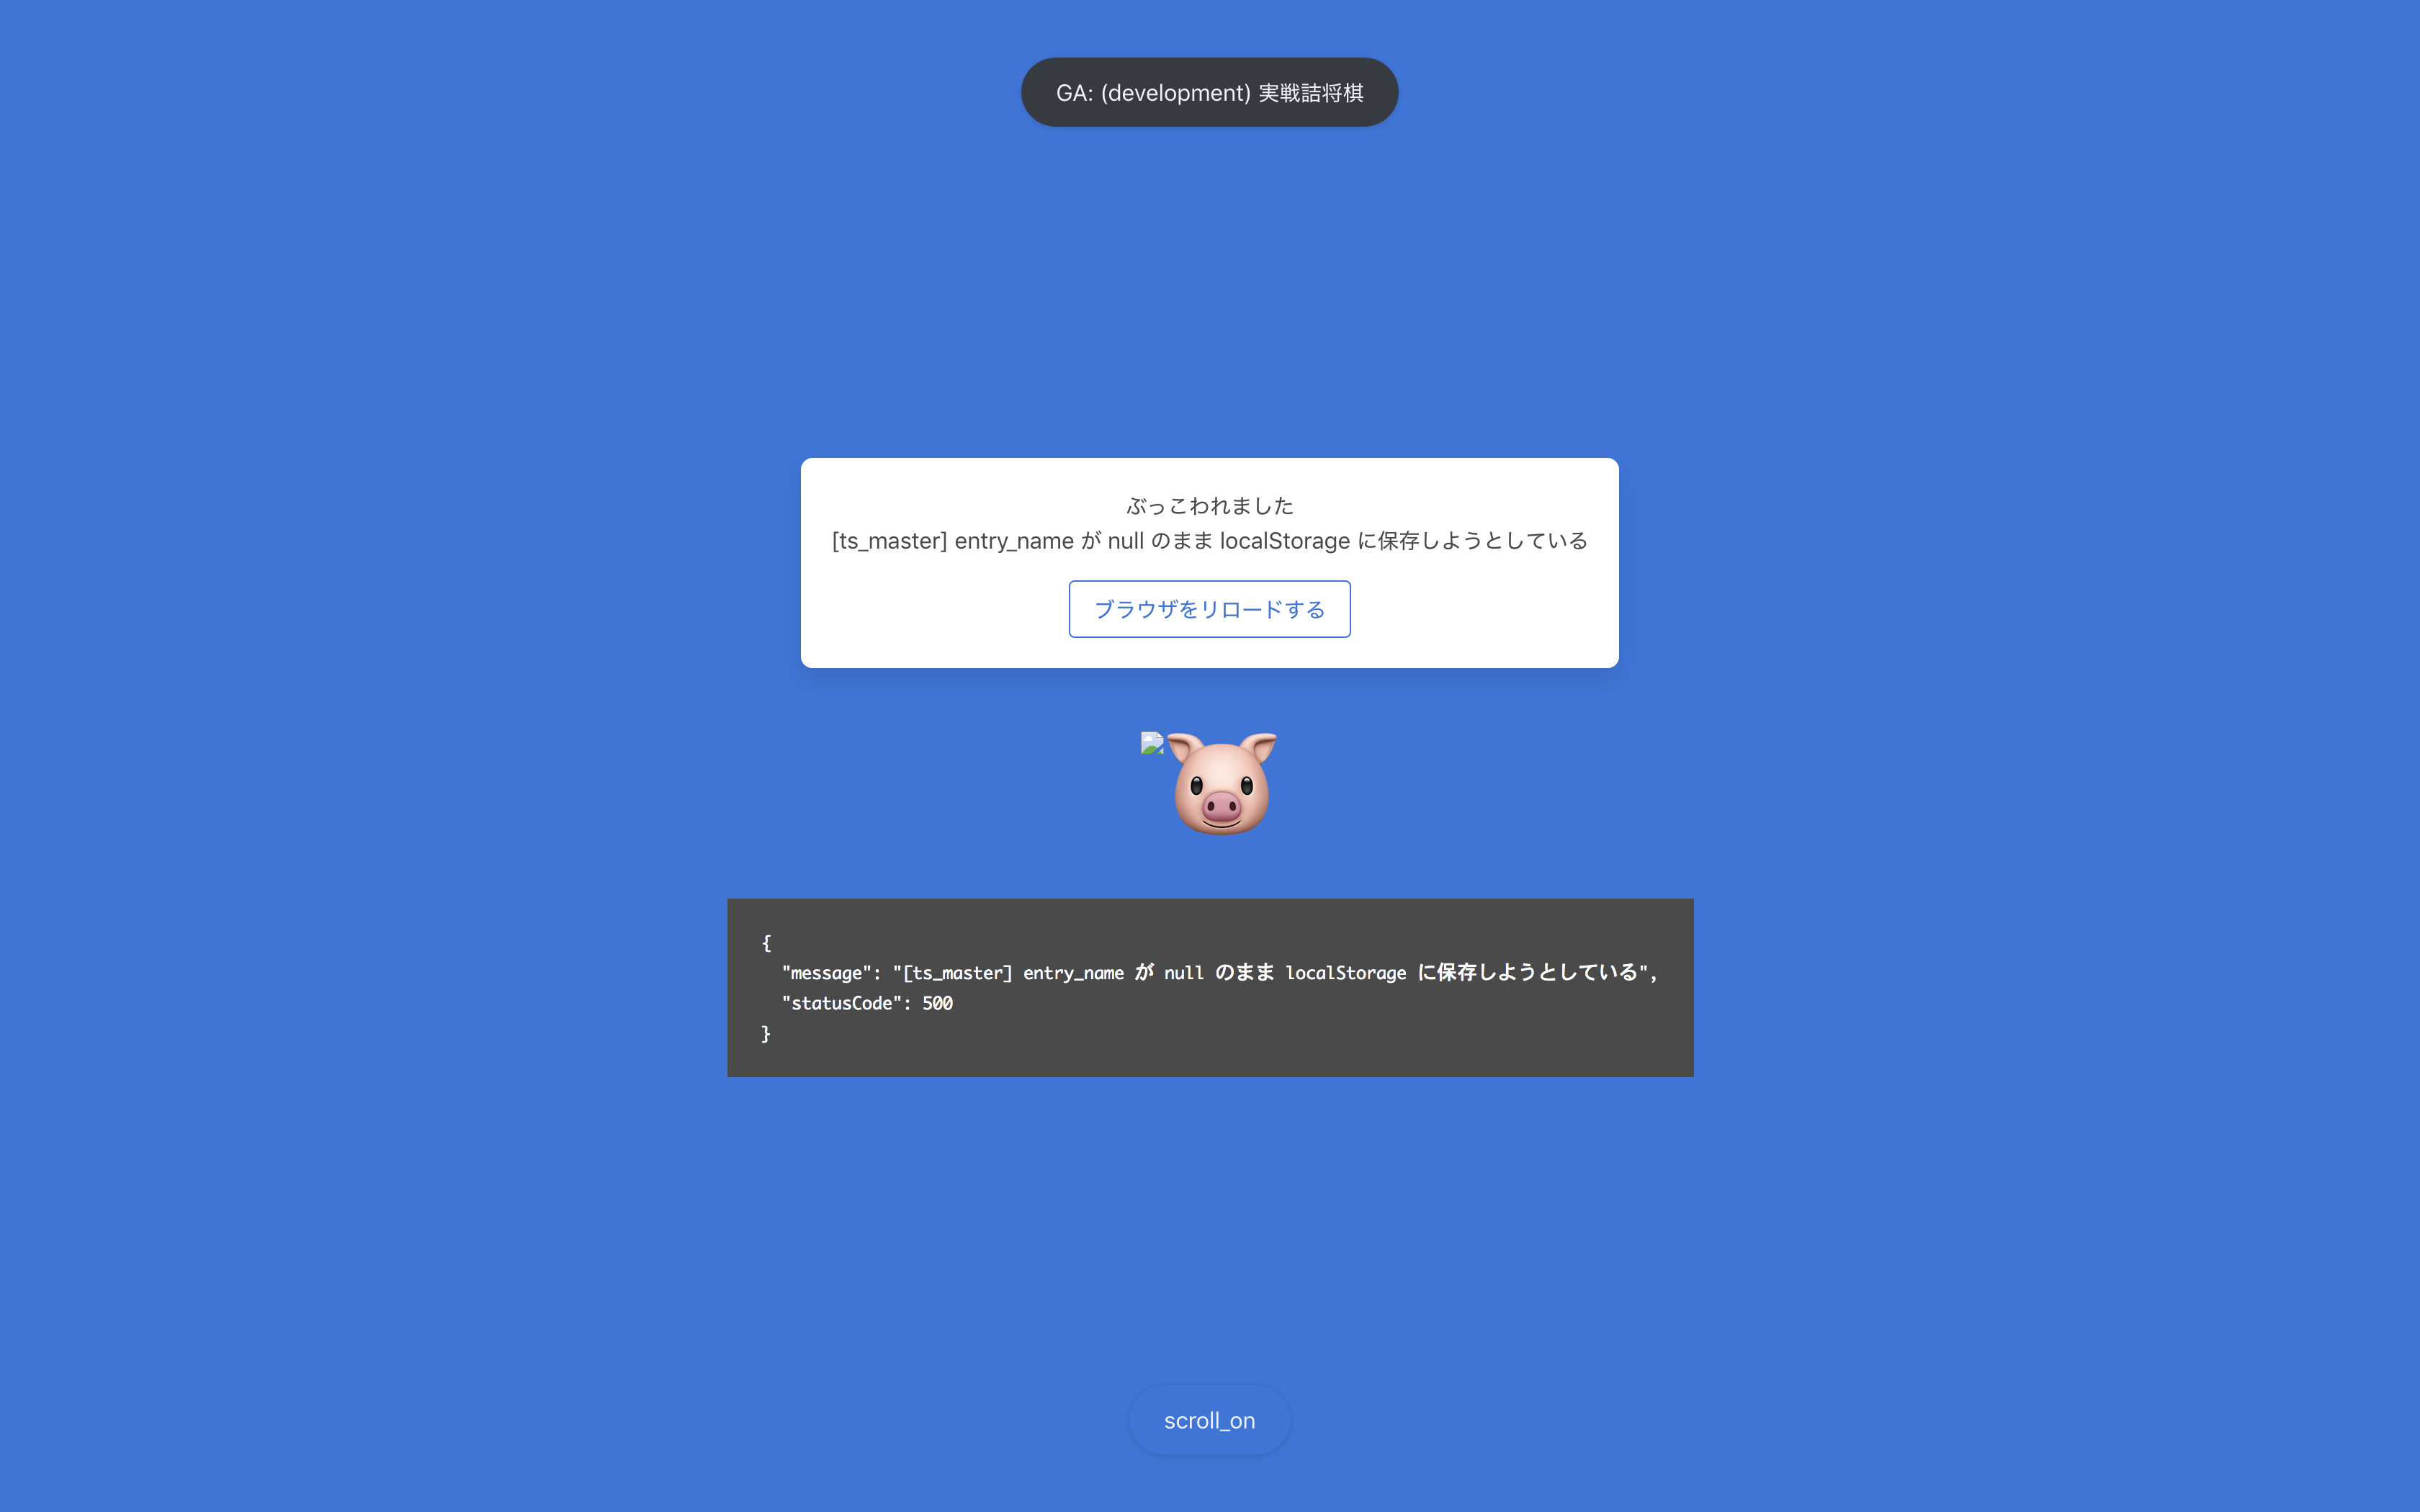 GA: (development) 実戦詰将棋
ぶっこわれました
[ts_master] entry_name が null のまま localStorage に保存しようとしている
ブラウザをリロードする
{
  "message": "[ts_master] entry_name が null のまま localStorage に保存しようとしている",
  "statusCode": 500
}
scroll_on